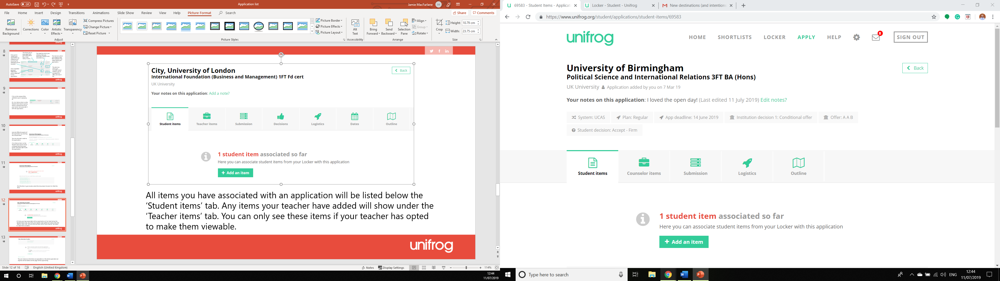 AutoSave Off
Application list
Jamie MacFarlane JM
File Home Insert Design Transitions Animations Slide Show Review View Help Picture Format Search
Share Comments
Remove Background
Corrections
Color
Artistic Effects
Transparency
Compress Pictures
Change Picture
Reset Picture
Adjust
Picture Styles
Picture Border
Picture Effects
Picture Layout
Alt Text
Accessibility
Bring Forward
Send Backward
Selection Pane
Align
Group
Rotate
Arrange
Crop
Height: 10.79 cm
Width: 23.75 cm
Size
8
9
10
11
12
13
City, University of London
International Foundation (Business and Management) 1FT Fd cert
UK University
Your notes on this application: Add a note?
Back
Student items
Teacher items
Submission
Decisions
Logistics
Dates
Outline
1 student item associated so far
Here you can associate student items from your Locker with this application
+ Add an item
All items you have associated with an application will be listed below the
‘Student items’ tab. Any items your teacher have added will show under the
‘Teacher items’ tab. You can only see these items if your teacher has opted
to make them viewable.
unifrog
Slide 12 of 16
English (United Kingdom)
Notes
Display Settings
114%
12:44
11/07/2019
69583 - Student Items - Applicat
Locker - Student - Unifrog
New destinations (and intention
https://www.unifrog.org/student/applications/student-items/69583
unifrog
HOME SHORTLISTS LOCKER APPLY HELP 8 SIGN OUT
University of Birmingham
Political Science and International Relations 3FT BA (Hons)
Back
UK University Application added by you on 7 Mar 19
Your notes on this application: I loved the open day! (Last edited 11 July 2019) Edit notes?
System: UCAS
Plan: Regular
App deadline: 14 June 2019
Institution decision 1: Conditional offer
Offer: A A B
Student decision: Accept - Firm
Student items
Counselor items
Submission
Logistics
Outline
1 student item associated so far
Here you can associate student items from your Locker with this application
+ Add an item
Type here to search
ENG
12:44
11/07/2019